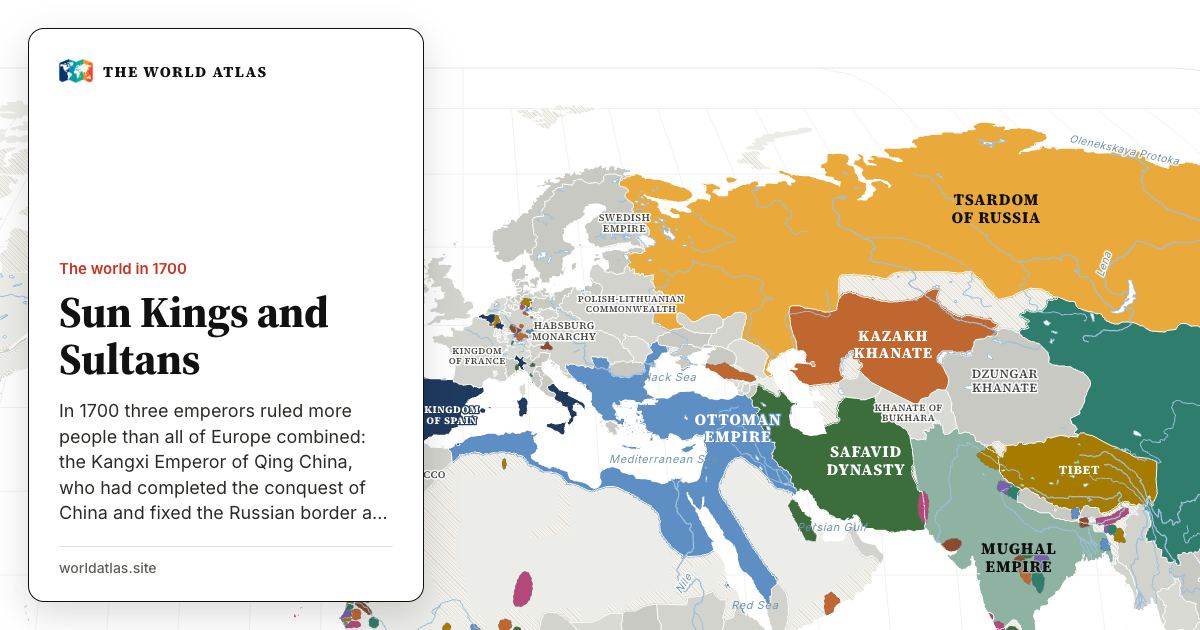 THE WORLD ATLAS
The world in 1700
Sun Kings and
Sultans
In 1700 three emperors ruled more
people than all of Europe combined:
the Kangxi Emperor of Qing China,
who had completed the conquest of
China and fixed the Russian border a…
worldatlas.site
Olenekskaya Protoka
TSARDOM
OF RUSSIA
SWEDISH
EMPIRE
Lena
POLISH-LITHUANIAN
COMMONWEALTH
HABSBURG
MONARCHY
KINGDOM
OF FRANCE
KAZAKH
KHANATE
DZUNGAR
KHANATE
lack Sea
KINGDOM
OF SPAIN
KHANATE OF
BUKHARA
OTTOMAN
EMPIRE
Mediterranean S
SAFAVID
DYNASTY
TIBET
CCO
Persian Gulf
MUGHAL
EMPIRE
Nile
Red Sea